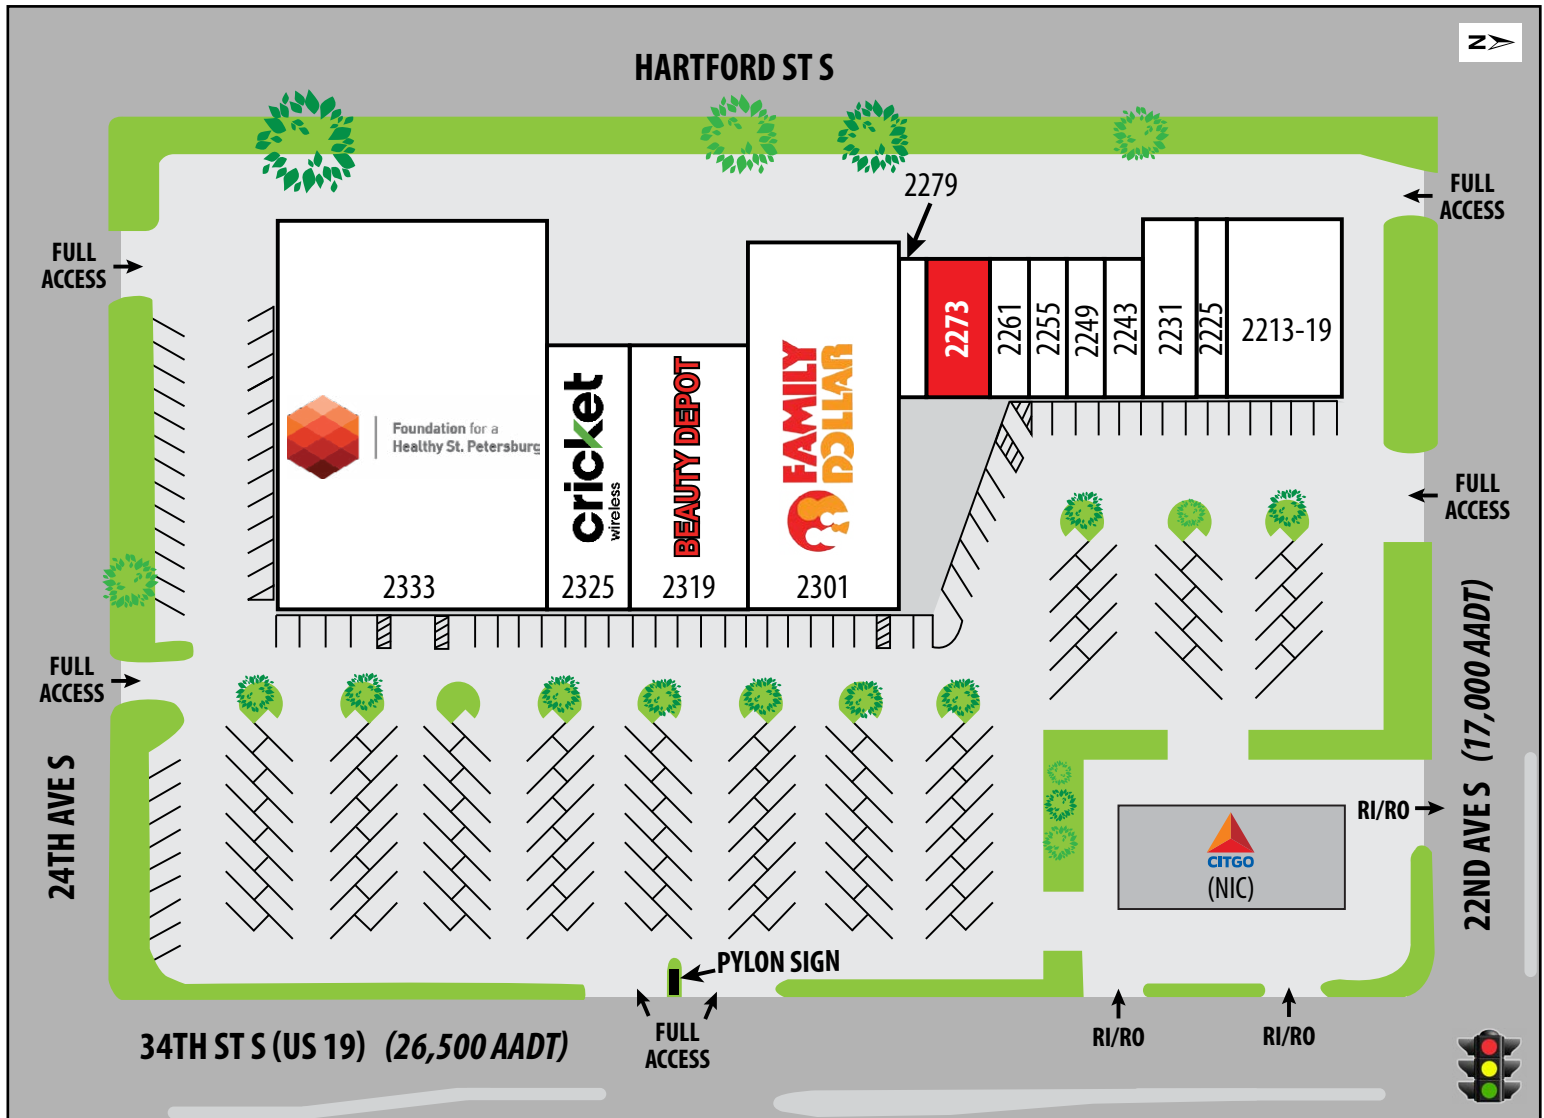 HARTFORD ST S
N
2279
FULL
ACCESS
FULL
ACCESS
2273
2261
2255
2249
2243
2231
2225
2213-19
Foundation for a
Healthy St. Petersburg
cricket
wireless
BEAUTY DEPOT
FAMILY
DOLLAR
FULL
ACCESS
2333
2325
2319
2301
FULL
ACCESS
24TH AVE S
22ND AVE S (17,000 AADT)
RI/RO
CITGO
(NIC)
PYLON SIGN
FULL
ACCESS
34TH ST S (US 19) (26,500 AADT)
RI/RO
RI/RO